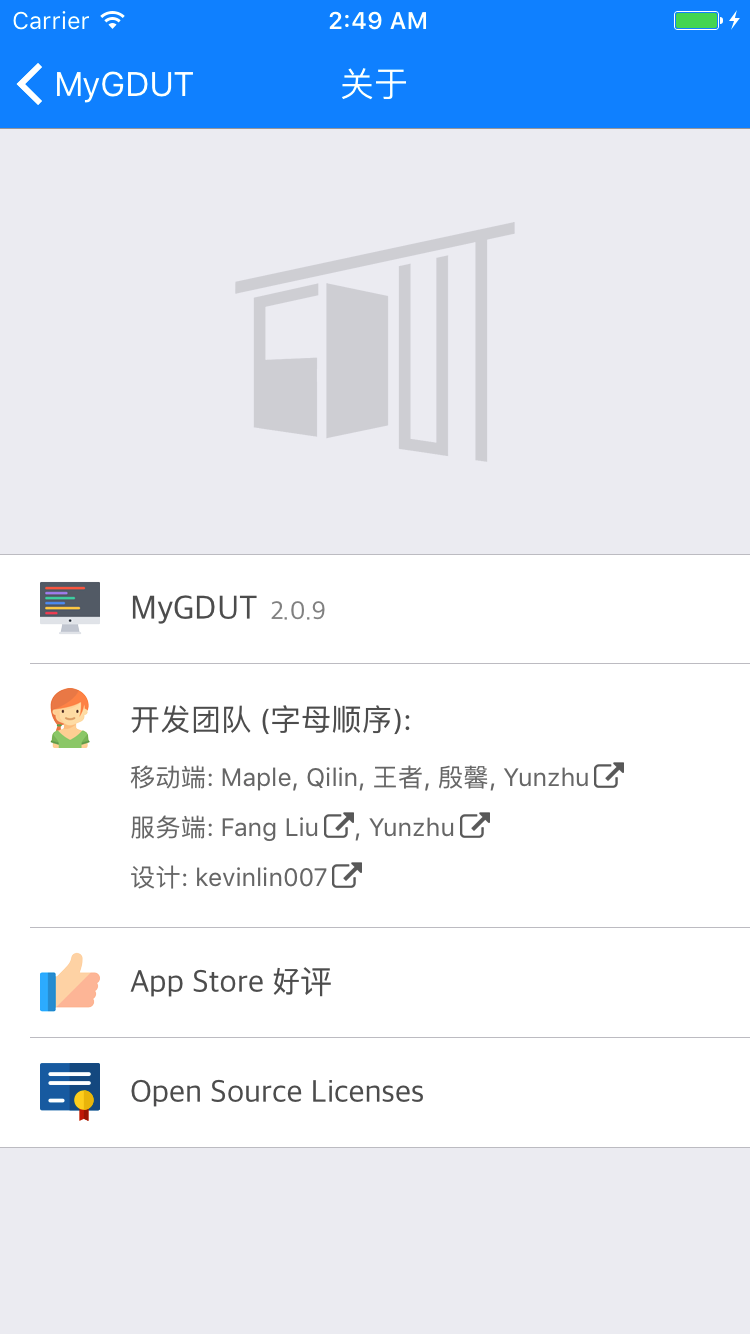 Carrier 2:49 AM
MyGDUT 关于
MyGDUT 2.0.9
开发团队 (字母顺序):
移动端: Maple, Qilin, 王者, 殷馨, Yunzhu
服务端: Fang Liu, Yunzhu
设计: kevinlin007
App Store 好评
Open Source Licenses